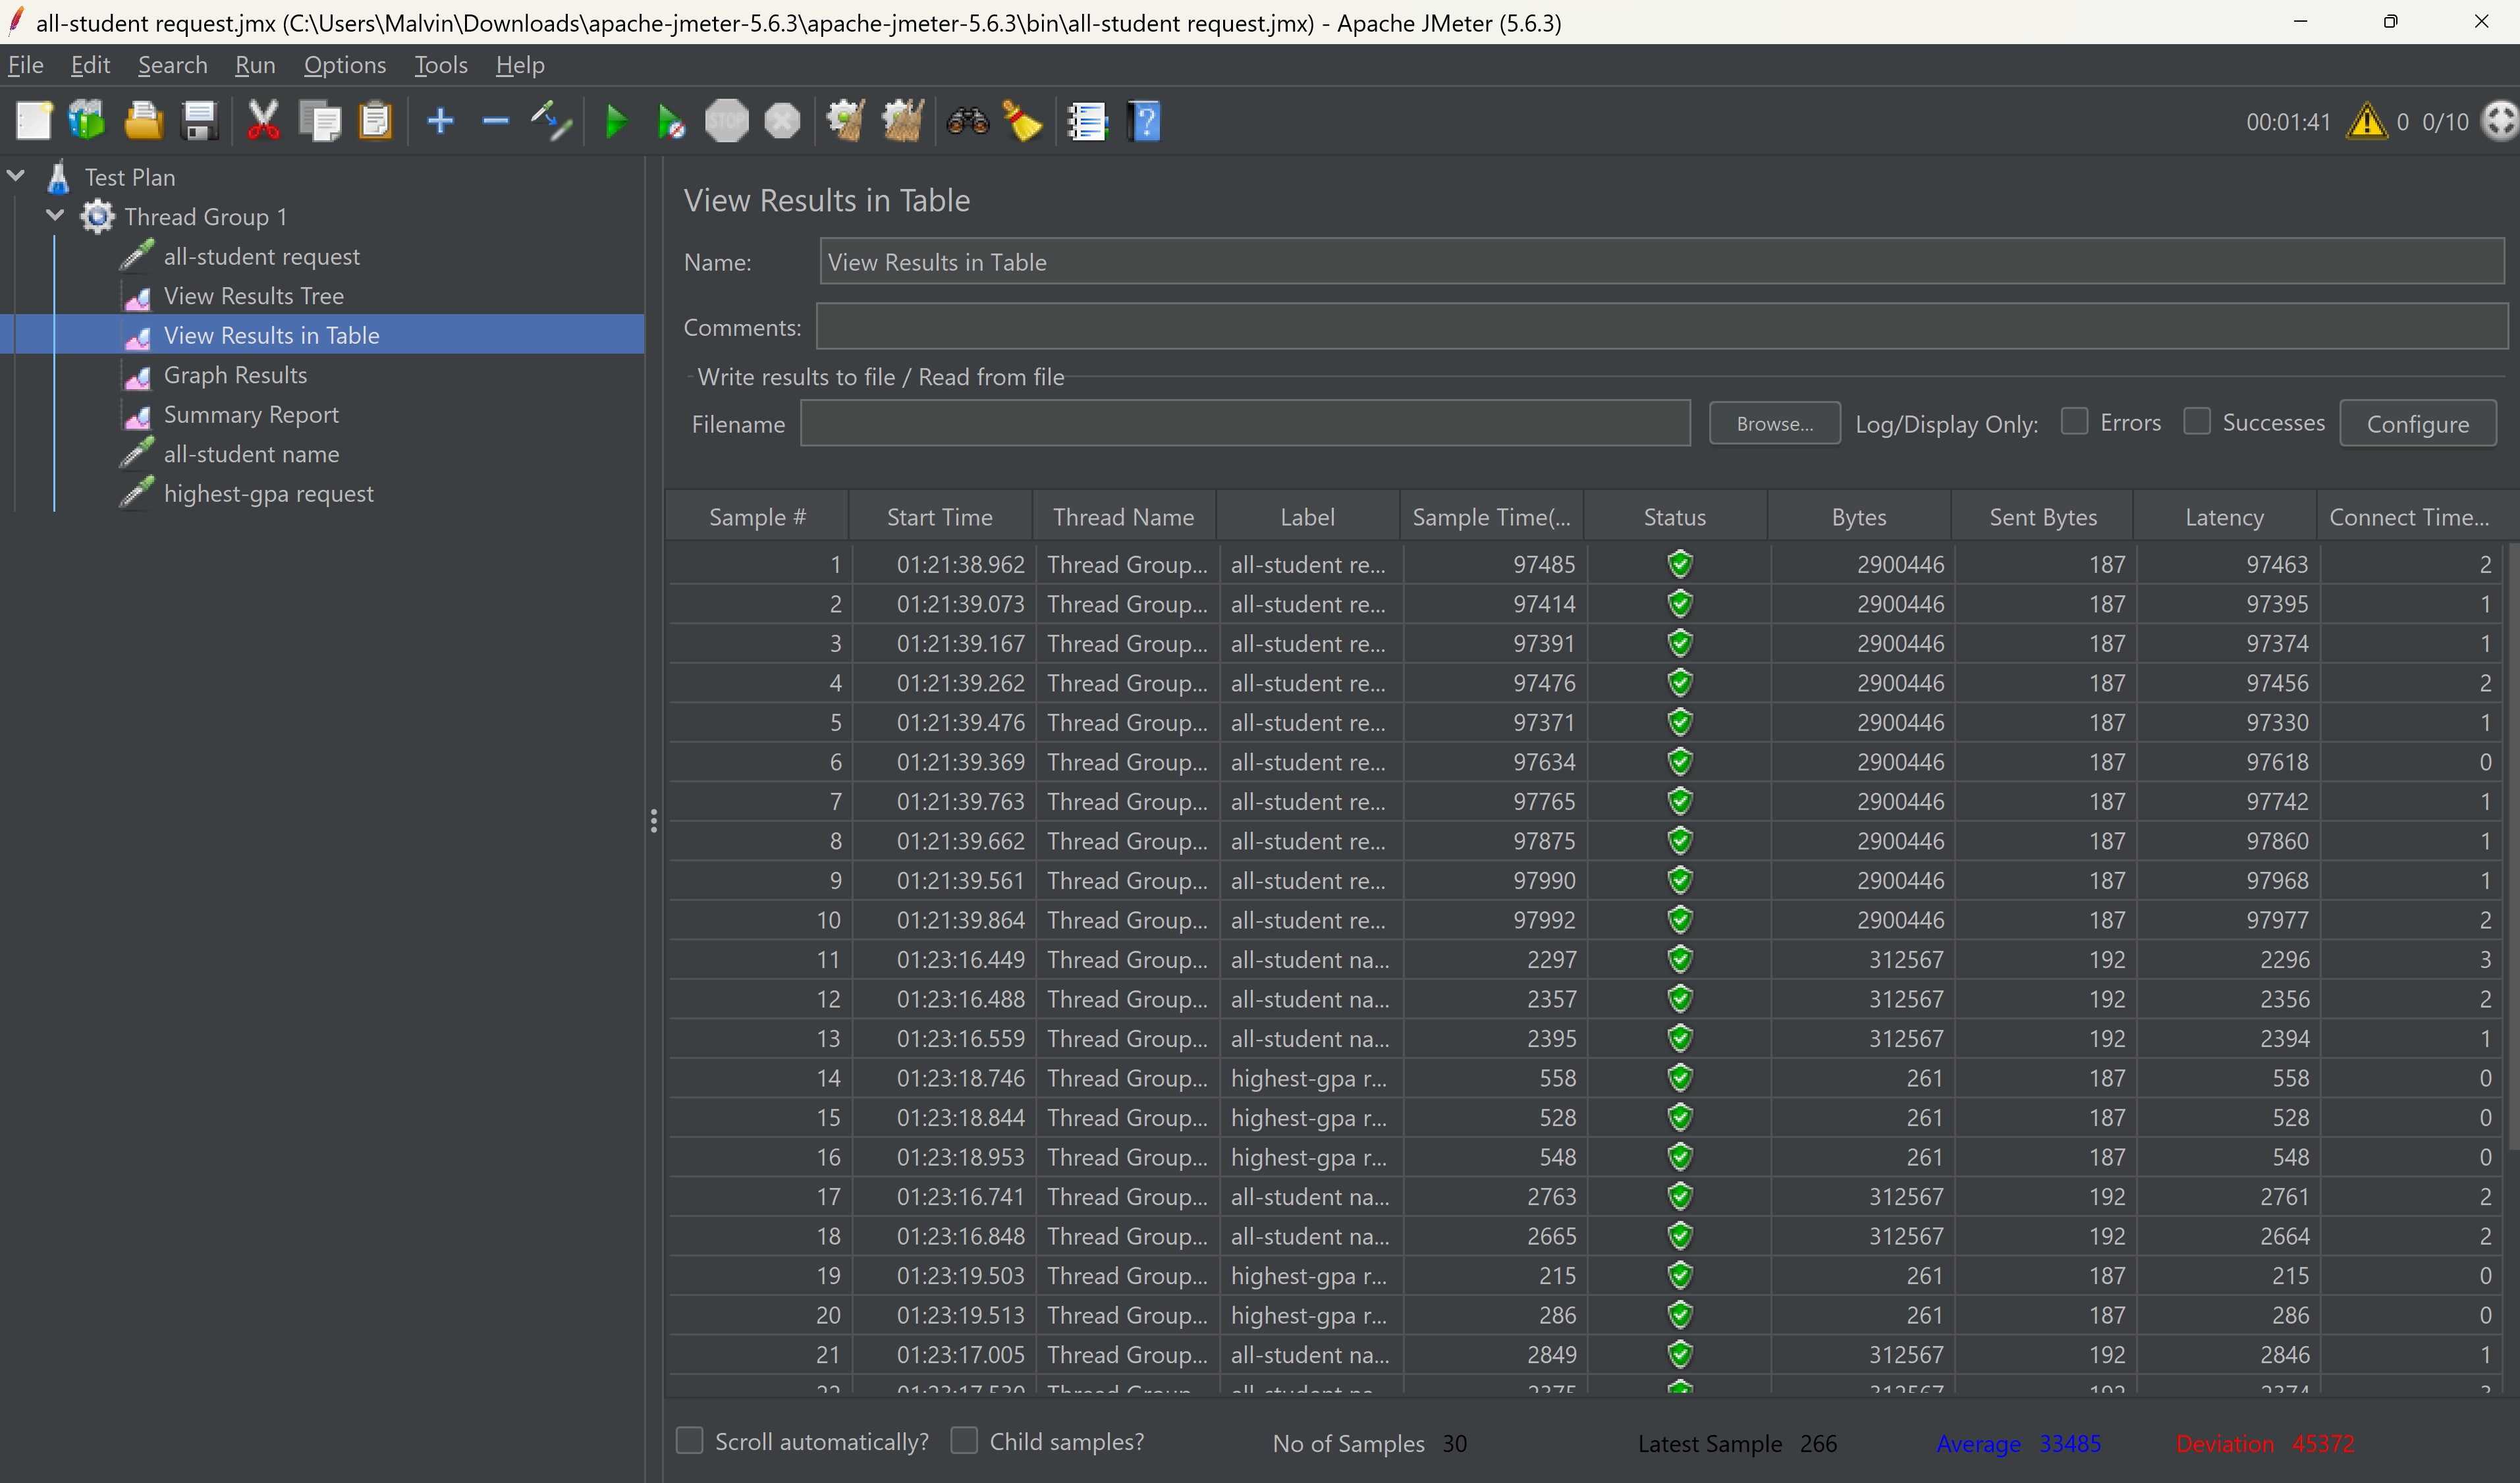 all-student request.jmx (C:\Users\Malvin\Downloads\apache-jmeter-5.6.3\apache-jmeter-5.6.3\bin\all-student request.jmx) - Apache JMeter (5.6.3)
File Edit Search Run Options Tools Help
STOP 00:01:41 0 0/10
Test Plan
Thread Group 1
all-student request
View Results Tree
View Results in Table
Graph Results
Summary Report
all-student name
highest-gpa request
View Results in Table
Name: View Results in Table
Comments:
Write results to file / Read from file
Filename Browse... Log/Display Only: Errors Successes Configure
Sample # Start Time Thread Name Label Sample Time(... Status Bytes Sent Bytes Latency Connect Time...
1 01:21:38.962 Thread Group... all-student re... 97485 2900446 187 97463 2
2 01:21:39.073 Thread Group... all-student re... 97414 2900446 187 97395 1
3 01:21:39.167 Thread Group... all-student re... 97391 2900446 187 97374 1
4 01:21:39.262 Thread Group... all-student re... 97476 2900446 187 97456 2
5 01:21:39.476 Thread Group... all-student re... 97371 2900446 187 97330 1
6 01:21:39.369 Thread Group... all-student re... 97634 2900446 187 97618 0
7 01:21:39.763 Thread Group... all-student re... 97765 2900446 187 97742 1
8 01:21:39.662 Thread Group... all-student re... 97875 2900446 187 97860 1
9 01:21:39.561 Thread Group... all-student re... 97990 2900446 187 97968 1
10 01:21:39.864 Thread Group... all-student re... 97992 2900446 187 97977 2
11 01:23:16.449 Thread Group... all-student na... 2297 312567 192 2296 3
12 01:23:16.488 Thread Group... all-student na... 2357 312567 192 2356 2
13 01:23:16.559 Thread Group... all-student na... 2395 312567 192 2394 1
14 01:23:18.746 Thread Group... highest-gpa r... 558 261 187 558 0
15 01:23:18.844 Thread Group... highest-gpa r... 528 261 187 528 0
16 01:23:18.953 Thread Group... highest-gpa r... 548 261 187 548 0
17 01:23:16.741 Thread Group... all-student na... 2763 312567 192 2761 2
18 01:23:16.848 Thread Group... all-student na... 2665 312567 192 2664 2
19 01:23:19.503 Thread Group... highest-gpa r... 215 261 187 215 0
20 01:23:19.513 Thread Group... highest-gpa r... 286 261 187 286 0
21 01:23:17.005 Thread Group... all-student na... 2849 312567 192 2846 1
Scroll automatically? Child samples? No of Samples 30 Latest Sample 266 Average 33485 Deviation 45372